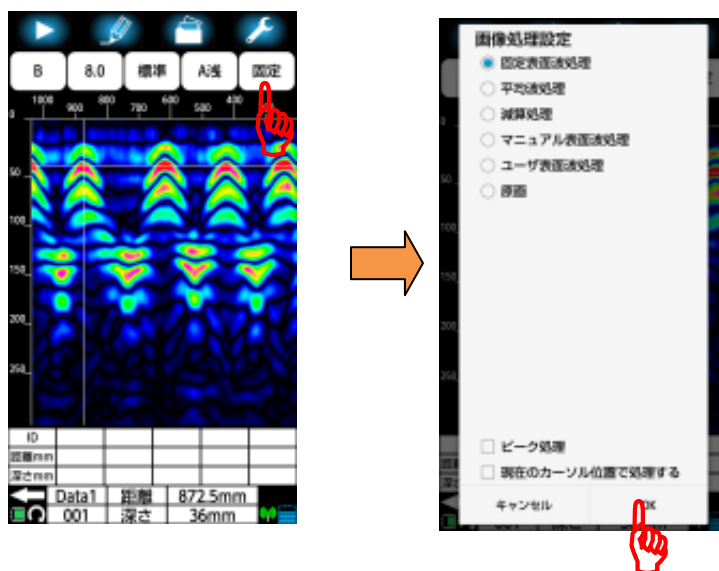 B 8.0 標準 A浅 固定
1000 900 800 700 600 500 400
0
50
100
150
200
250
ID
距離mm
深さmm
Data1 距離 872.5mm
001 深さ 36mm
画像処理設定
固定表面波処理
平均波処理
減算処理
マニュアル表面波処理
ユーザ表面波処理
原画
ピーク処理
現在のカーソル位置で処理する
キャンセル